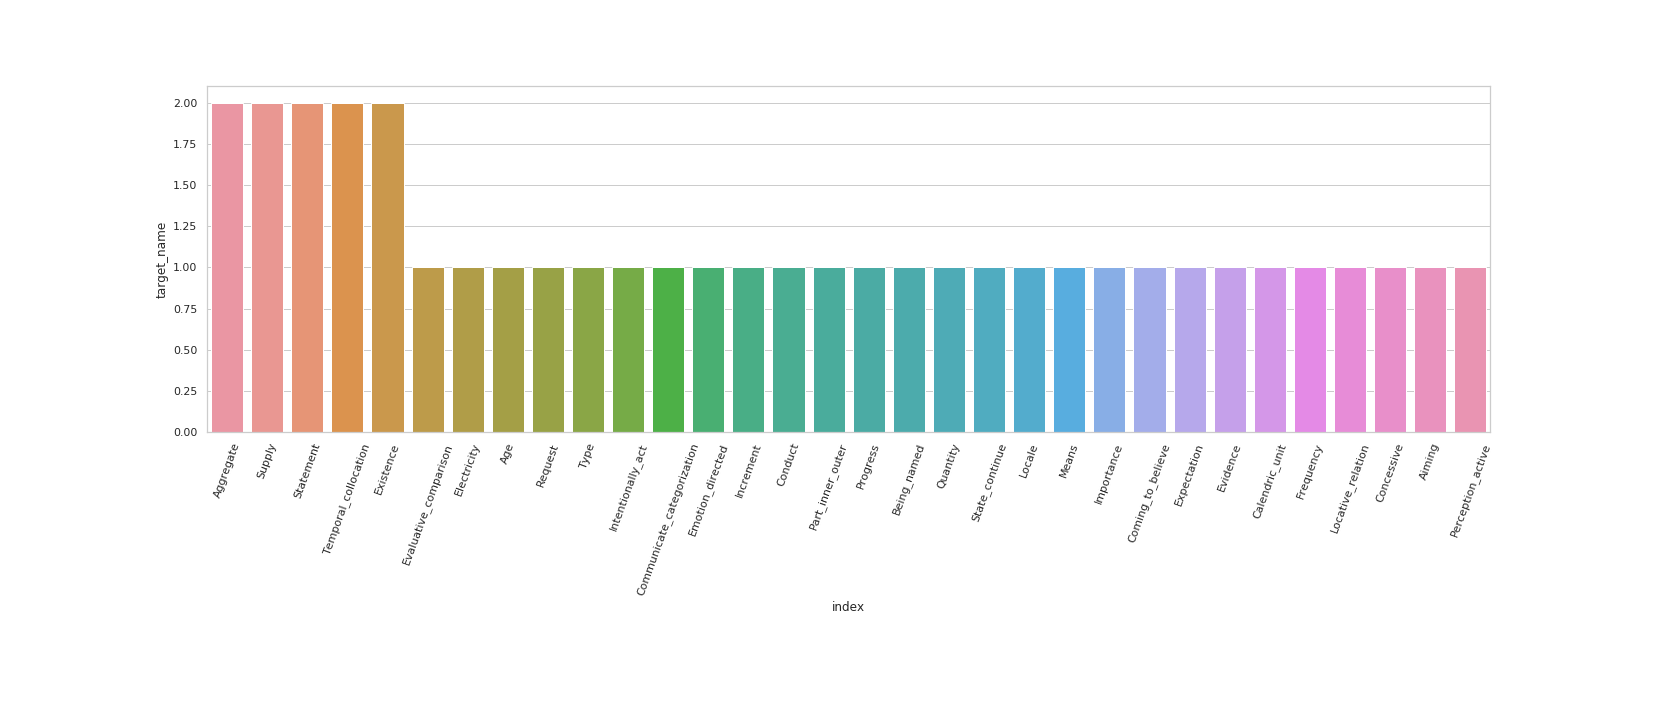 2.00
1.75
1.50
1.25
1.00
0.75
0.50
0.25
0.00
target_name
Aggregate
Supply
Statement
Temporal_collocation
Existence
Evaluative_comparison
Electricity
Age
Request
Type
Intentionally_act
Communicate_categorization
Emotion_directed
Increment
Conduct
Part_inner_outer
Progress
Being_named
Quantity
State_continue
Locale
Means
Importance
Coming_to_believe
Expectation
Evidence
Calendric_unit
Frequency
Locative_relation
Concessive
Aiming
Perception_active
index